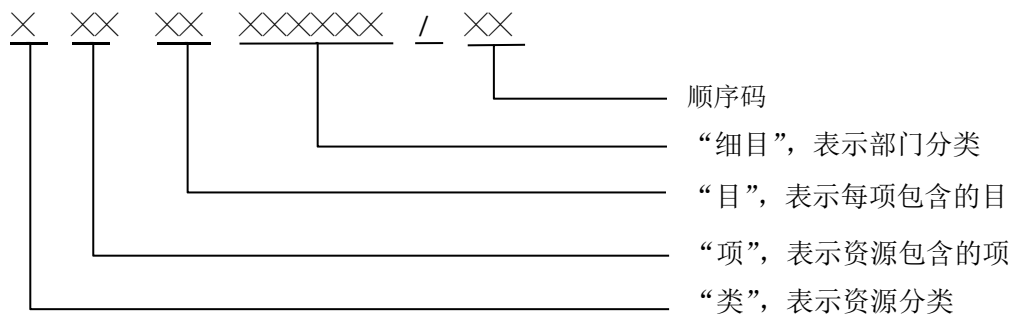 × ×× ×× ×××××× / ××
顺序码
“细目”，表示部门分类
“目”，表示每项包含的目
“项”，表示资源包含的项
“类”，表示资源分类